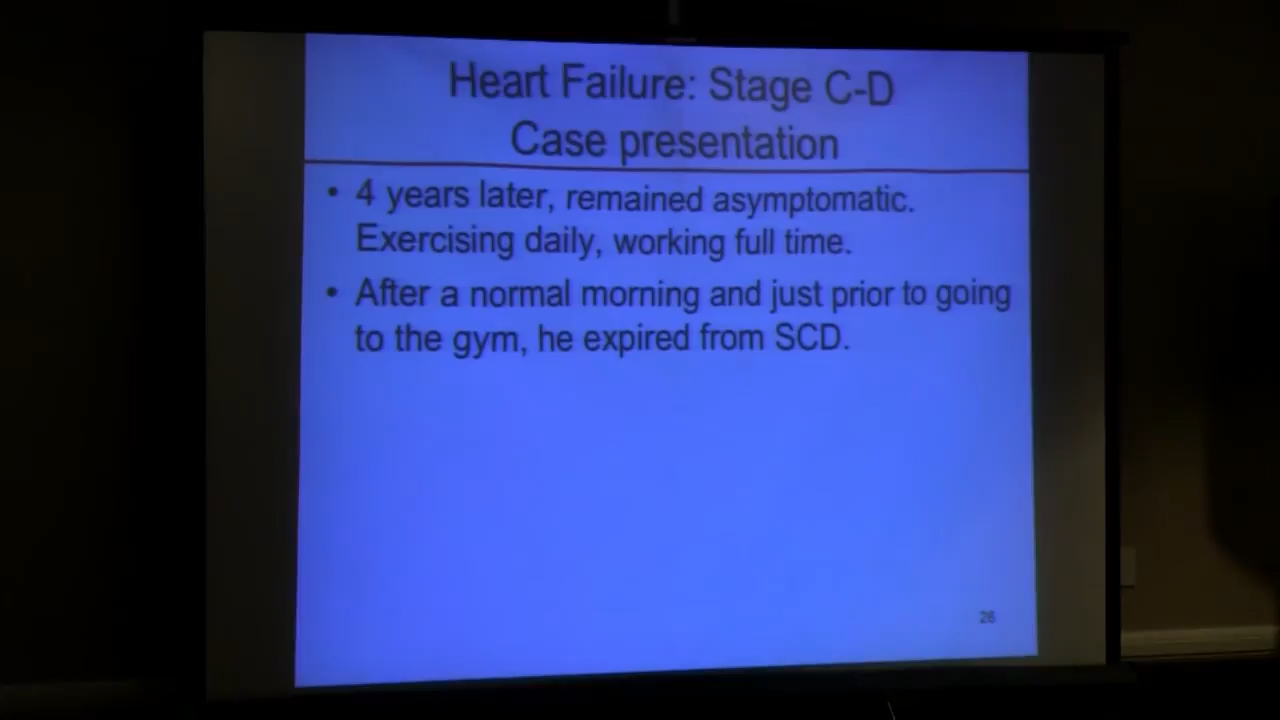 Heart Failure: Stage C-D
Case presentation
• 4 years later, remained asymptomatic.
Exercising daily, working full time.
• After a normal morning and just prior to going
to the gym, he expired from SCD.
26